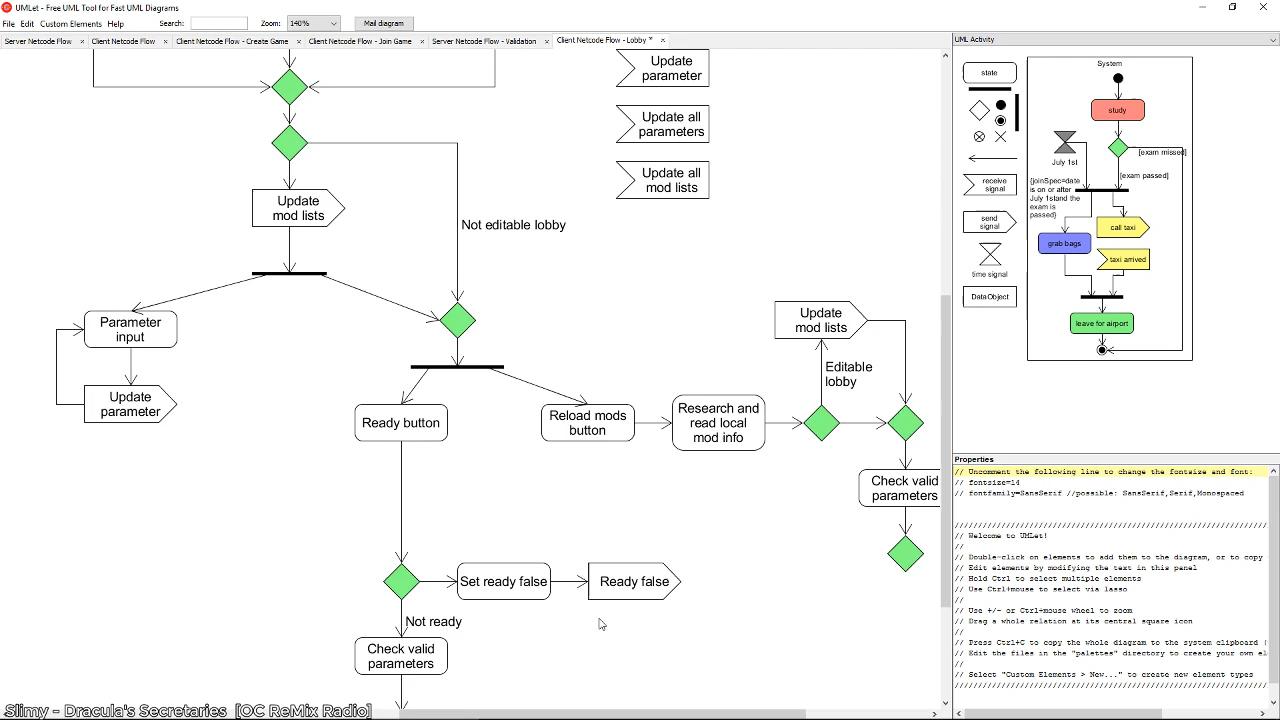 UMLet - Free UML Tool for Fast UML Diagrams
File Edit Custom Elements Help
Search:
Zoom: 140%
Mail diagram
Server Netcode Flow
Client Netcode Flow
Client Netcode Flow - Create Game
Client Netcode Flow - Join Game
Server Netcode Flow - Validation
Client Netcode Flow - Lobby *
UML Activity
Update
parameter
Update all
parameters
Update all
mod lists
Update
mod lists
Not editable lobby
Parameter
input
Update
parameter
Update
mod lists
Editable
lobby
Ready button
Reload mods
button
Research and
read local
mod info
Check valid
parameters
Set ready false
Ready false
Not ready
Check valid
parameters
state
receive
signal
send
signal
time signal
DataObject
System
study
July 1st
[exam missed]
[exam passed]
{joinSpec=date
is on or after
July 1stand the
exam is
passed}
call taxi
grab bags
taxi arrived
leave for airport
Properties
// Uncomment the following line to change the fontsize and font:
// fontsize=14
// fontfamily=SansSerif //possible: SansSerif,Serif,Monospaced
////////////////////////////////////////////////////////////////
// Welcome to UMLet!
//
// Double-click on elements to add them to the diagram, or to copy
// Edit elements by modifying the text in this panel
// Hold Ctrl to select multiple elements
// Use Ctrl+mouse to select via lasso
//
// Use +/- or Ctrl+mouse wheel to zoom
// Drag a whole relation at its central square icon
//
// Press Ctrl+C to copy the whole diagram to the system clipboard (
// Edit the files in the "palettes" directory to create your own el
//
// Select "Custom Elements > New..." to create new element types
////////////////////////////////////////////////////////////////
Slimy - Dracula's Secretaries [OC ReMix Radio]